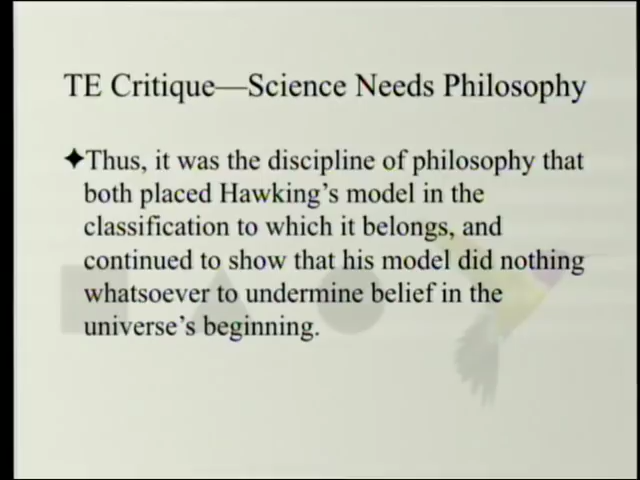 TE Critique—Science Needs Philosophy
✦Thus, it was the discipline of philosophy that
both placed Hawking's model in the
classification to which it belongs, and
continued to show that his model did nothing
whatsoever to undermine belief in the
universe's beginning.